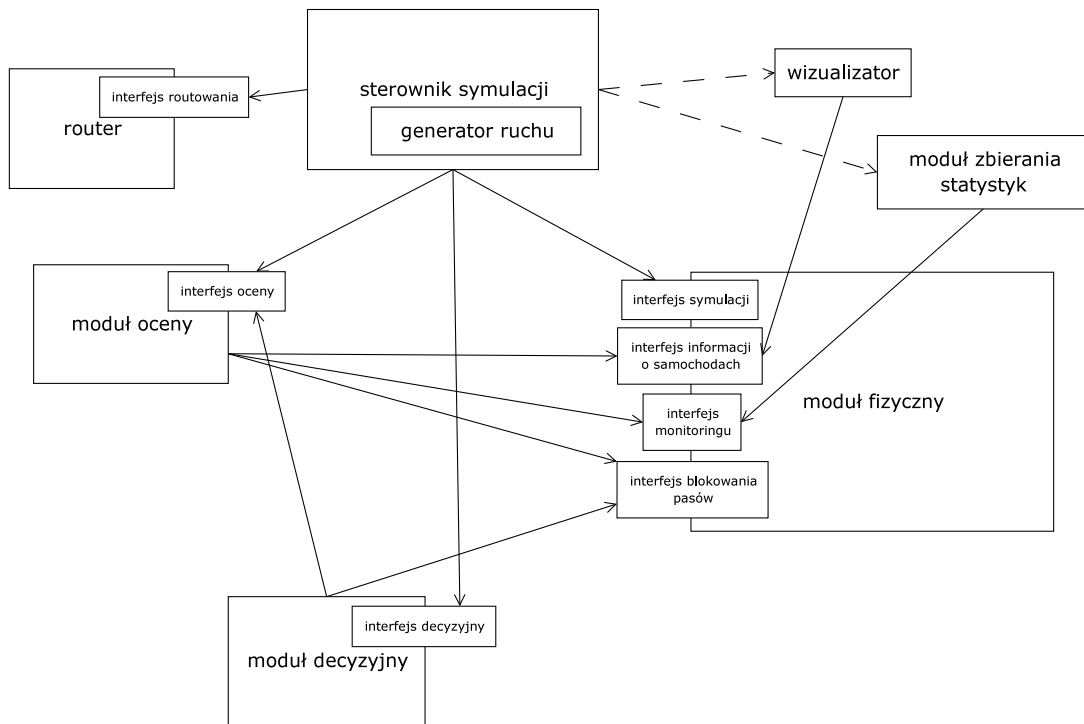 sterownik symulacji
generator ruchu
wizualizator
interfejs routowania
router
moduł zbierania
statystyk
interfejs oceny
moduł oceny
interfejs symulacji
interfejs informacji
o samochodach
moduł fizyczny
interfejs
monitoringu
interfejs blokowania
pasów
interfejs decyzyjny
moduł decyzyjny